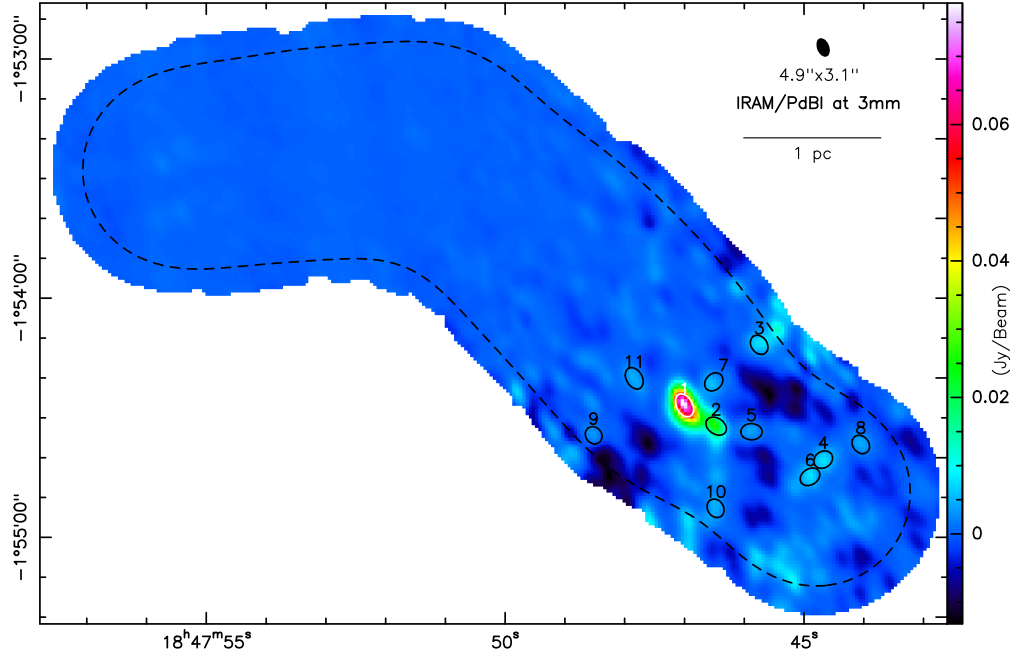 −1°53'00"
4.9"x3.1"
IRAM/PdBI at 3mm
1 pc
0.06
−1°54'00"
0.04
(Jy/Beam)
3
11
7
1
2
0.02
9
5
8
4
6
10
0
−1°55'00"
18ʰ47ᵐ55ˢ
50ˢ
45ˢ